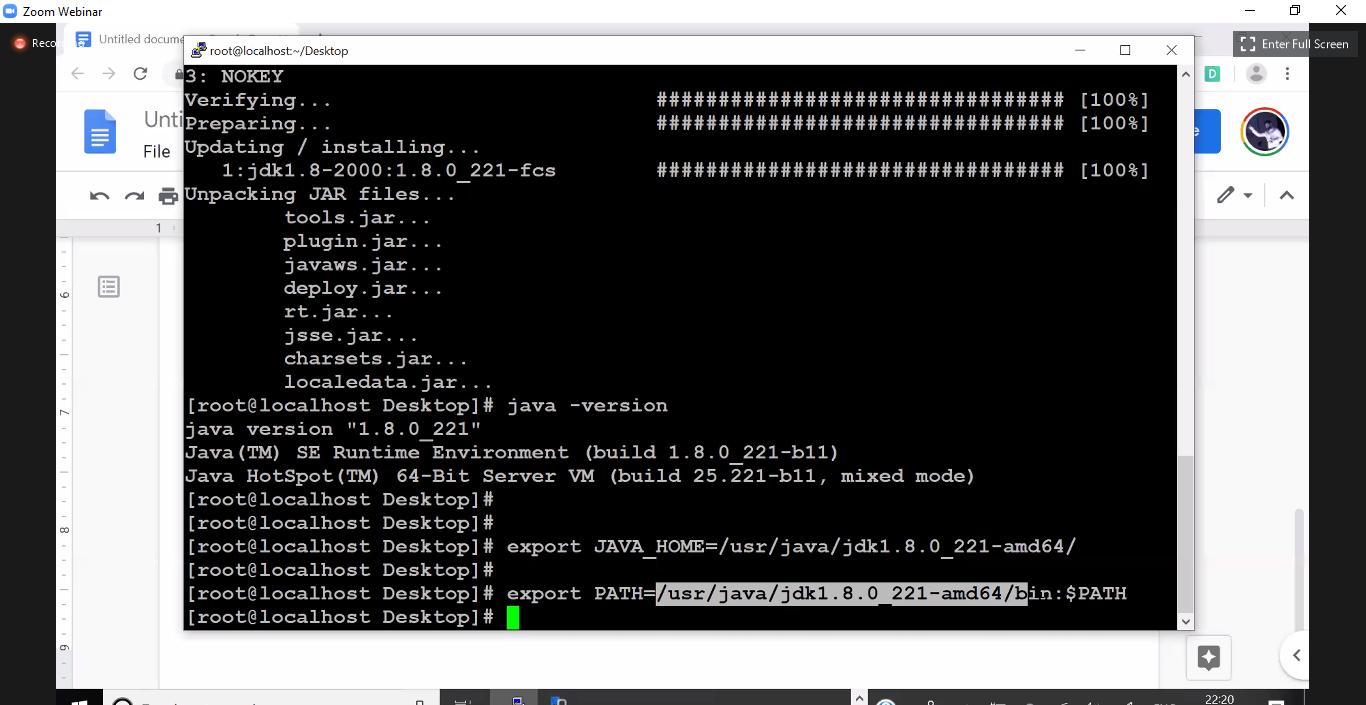 Zoom Webinar
Untitled docume
root@localhost:~/Desktop
Enter Full Screen
3: NOKEY
Verifying... ################################# [100%]
Preparing... ################################# [100%]
Updating / installing...
1:jdk1.8-2000:1.8.0_221-fcs ################################# [100%]
Unpacking JAR files...
tools.jar...
plugin.jar...
javaws.jar...
deploy.jar...
rt.jar...
jsse.jar...
charsets.jar...
localedata.jar...
[root@localhost Desktop]# java -version
java version "1.8.0_221"
Java(TM) SE Runtime Environment (build 1.8.0_221-b11)
Java HotSpot(TM) 64-Bit Server VM (build 25.221-b11, mixed mode)
[root@localhost Desktop]#
[root@localhost Desktop]#
[root@localhost Desktop]# export JAVA_HOME=/usr/java/jdk1.8.0_221-amd64/
[root@localhost Desktop]#
[root@localhost Desktop]# export PATH=/usr/java/jdk1.8.0_221-amd64/bin:$PATH
[root@localhost Desktop]#
D
Unti
File
1
6
7
8
9
22:20